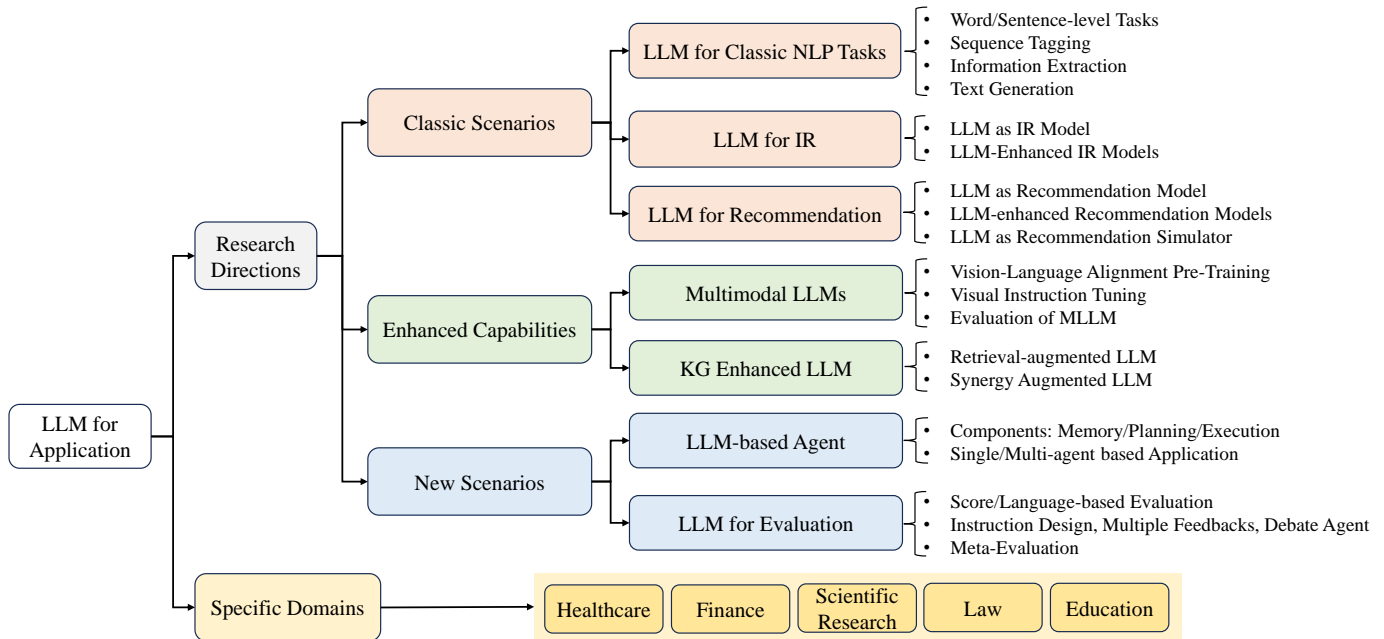 LLM for
Application
Research
Directions
Classic Scenarios
LLM for Classic NLP Tasks
• Word/Sentence-level Tasks
• Sequence Tagging
• Information Extraction
• Text Generation
LLM for IR
• LLM as IR Model
• LLM-Enhanced IR Models
LLM for Recommendation
• LLM as Recommendation Model
• LLM-enhanced Recommendation Models
• LLM as Recommendation Simulator
Enhanced Capabilities
Multimodal LLMs
• Vision-Language Alignment Pre-Training
• Visual Instruction Tuning
• Evaluation of MLLM
KG Enhanced LLM
• Retrieval-augmented LLM
• Synergy Augmented LLM
New Scenarios
LLM-based Agent
• Components: Memory/Planning/Execution
• Single/Multi-agent based Application
LLM for Evaluation
• Score/Language-based Evaluation
• Instruction Design, Multiple Feedbacks, Debate Agent
• Meta-Evaluation
Specific Domains
Healthcare
Finance
Scientific
Research
Law
Education